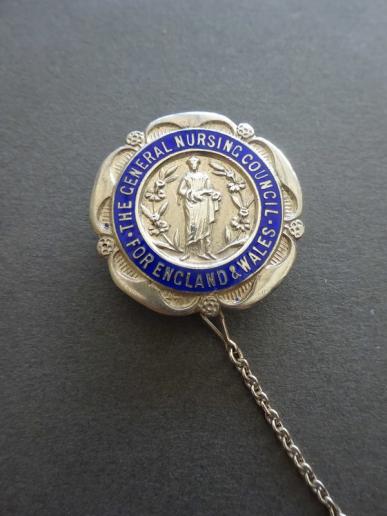 · THE GENERAL NURSING COUNCIL ·
FOR ENGLAND & WALES